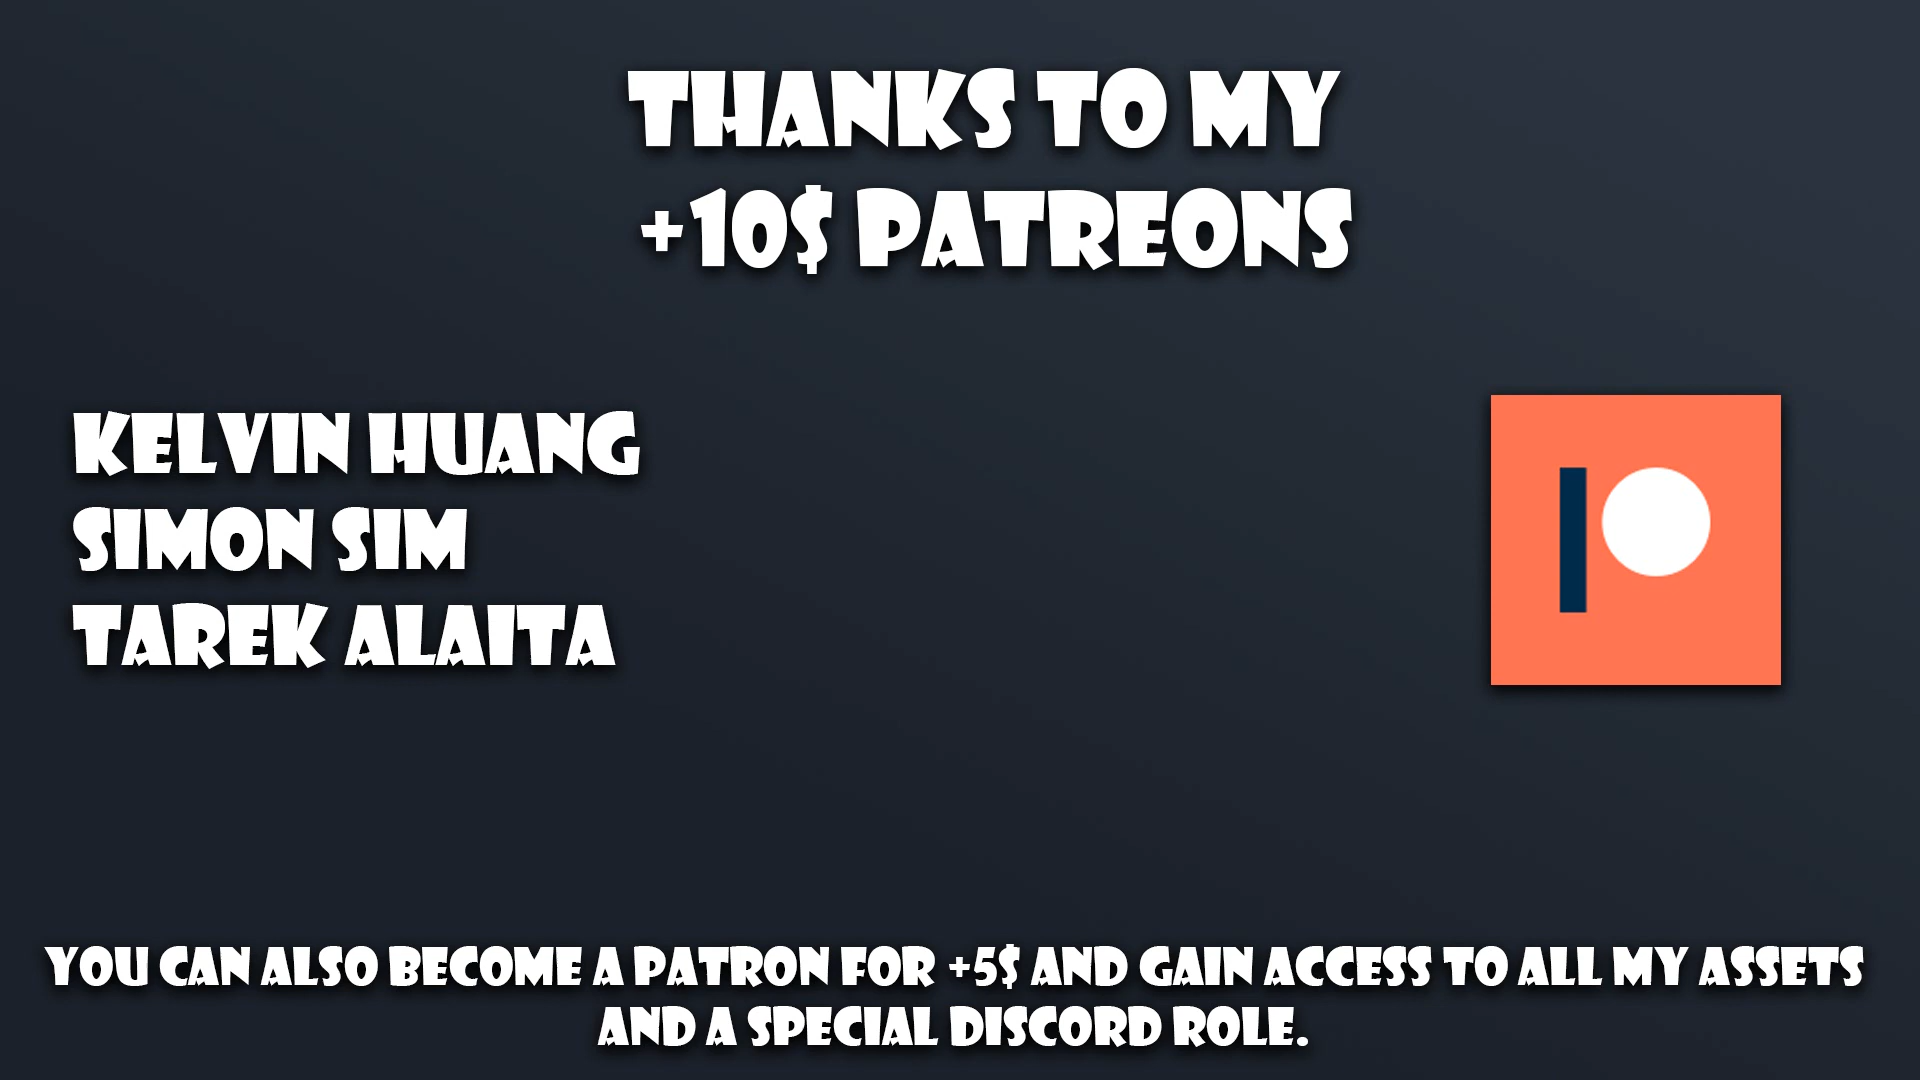 THANKS TO MY
+10$ PATREONS
KELVIN HUANG
SIMON SIM
TAREK ALAITA
YOU CAN ALSO BECOME A PATRON FOR +5$ AND GAIN ACCESS TO ALL MY ASSETS
AND A SPECIAL DISCORD ROLE.